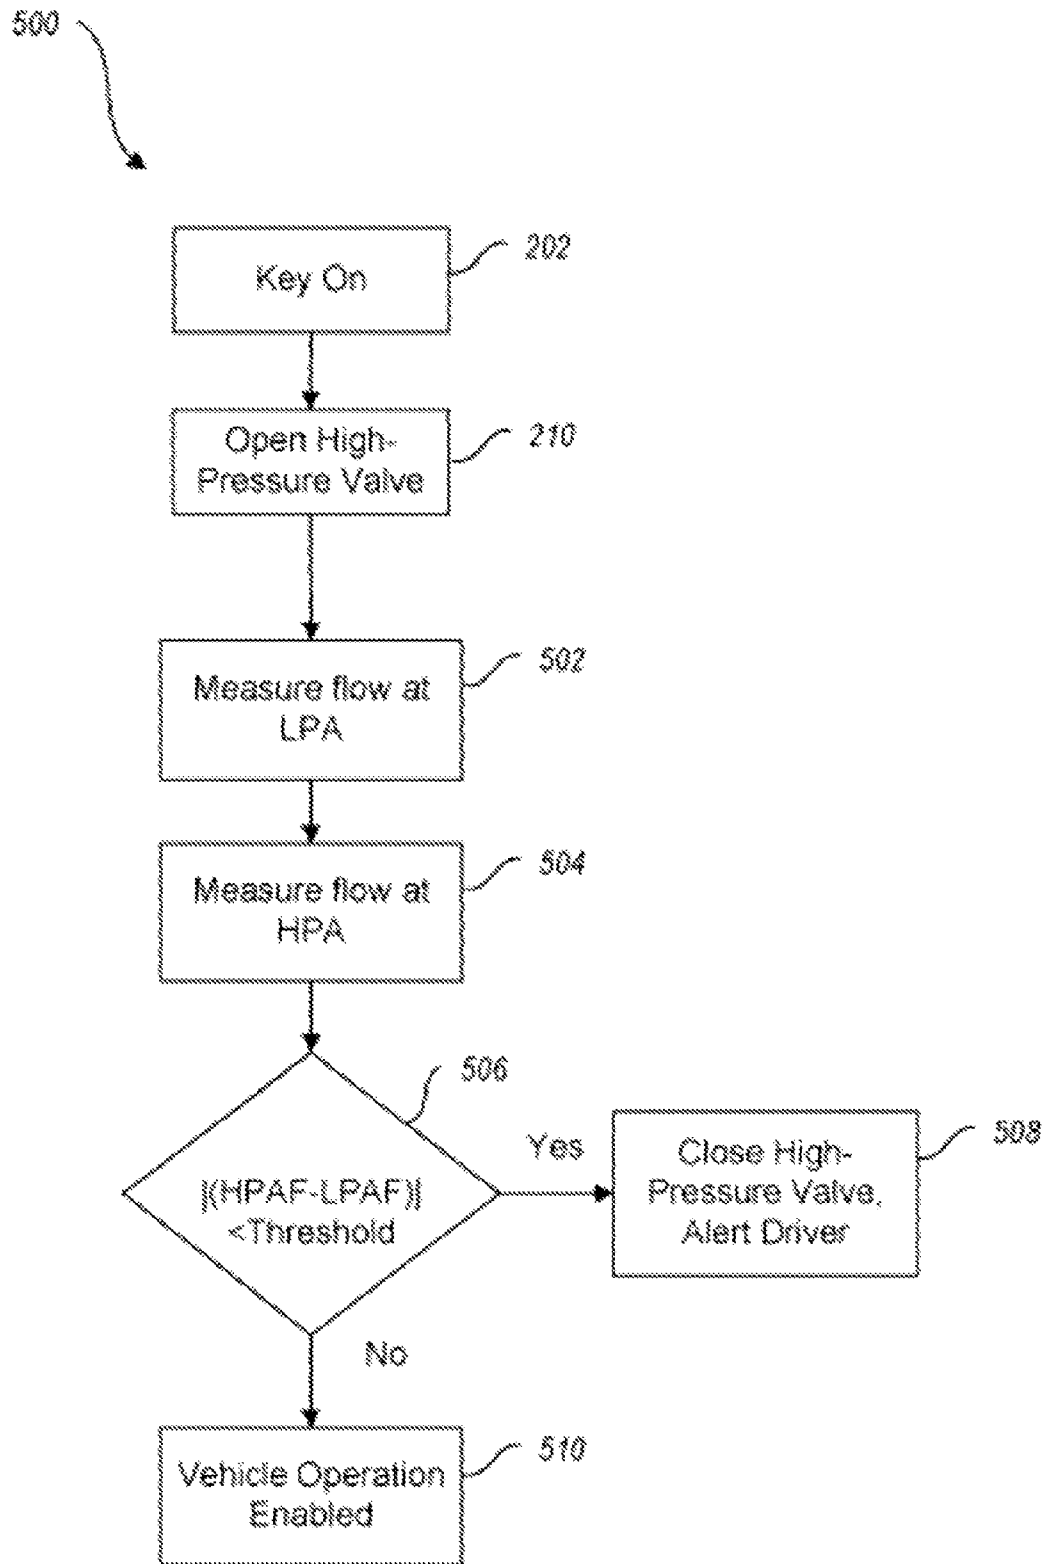 500
202
Key On
210
Open High-
Pressure Valve
502
Measure flow at
LPA
504
Measure flow at
HPA
506
|(HPAF-LPAF)|
<Threshold
Yes
508
Close High-
Pressure Valve,
Alert Driver
No
510
Vehicle Operation
Enabled